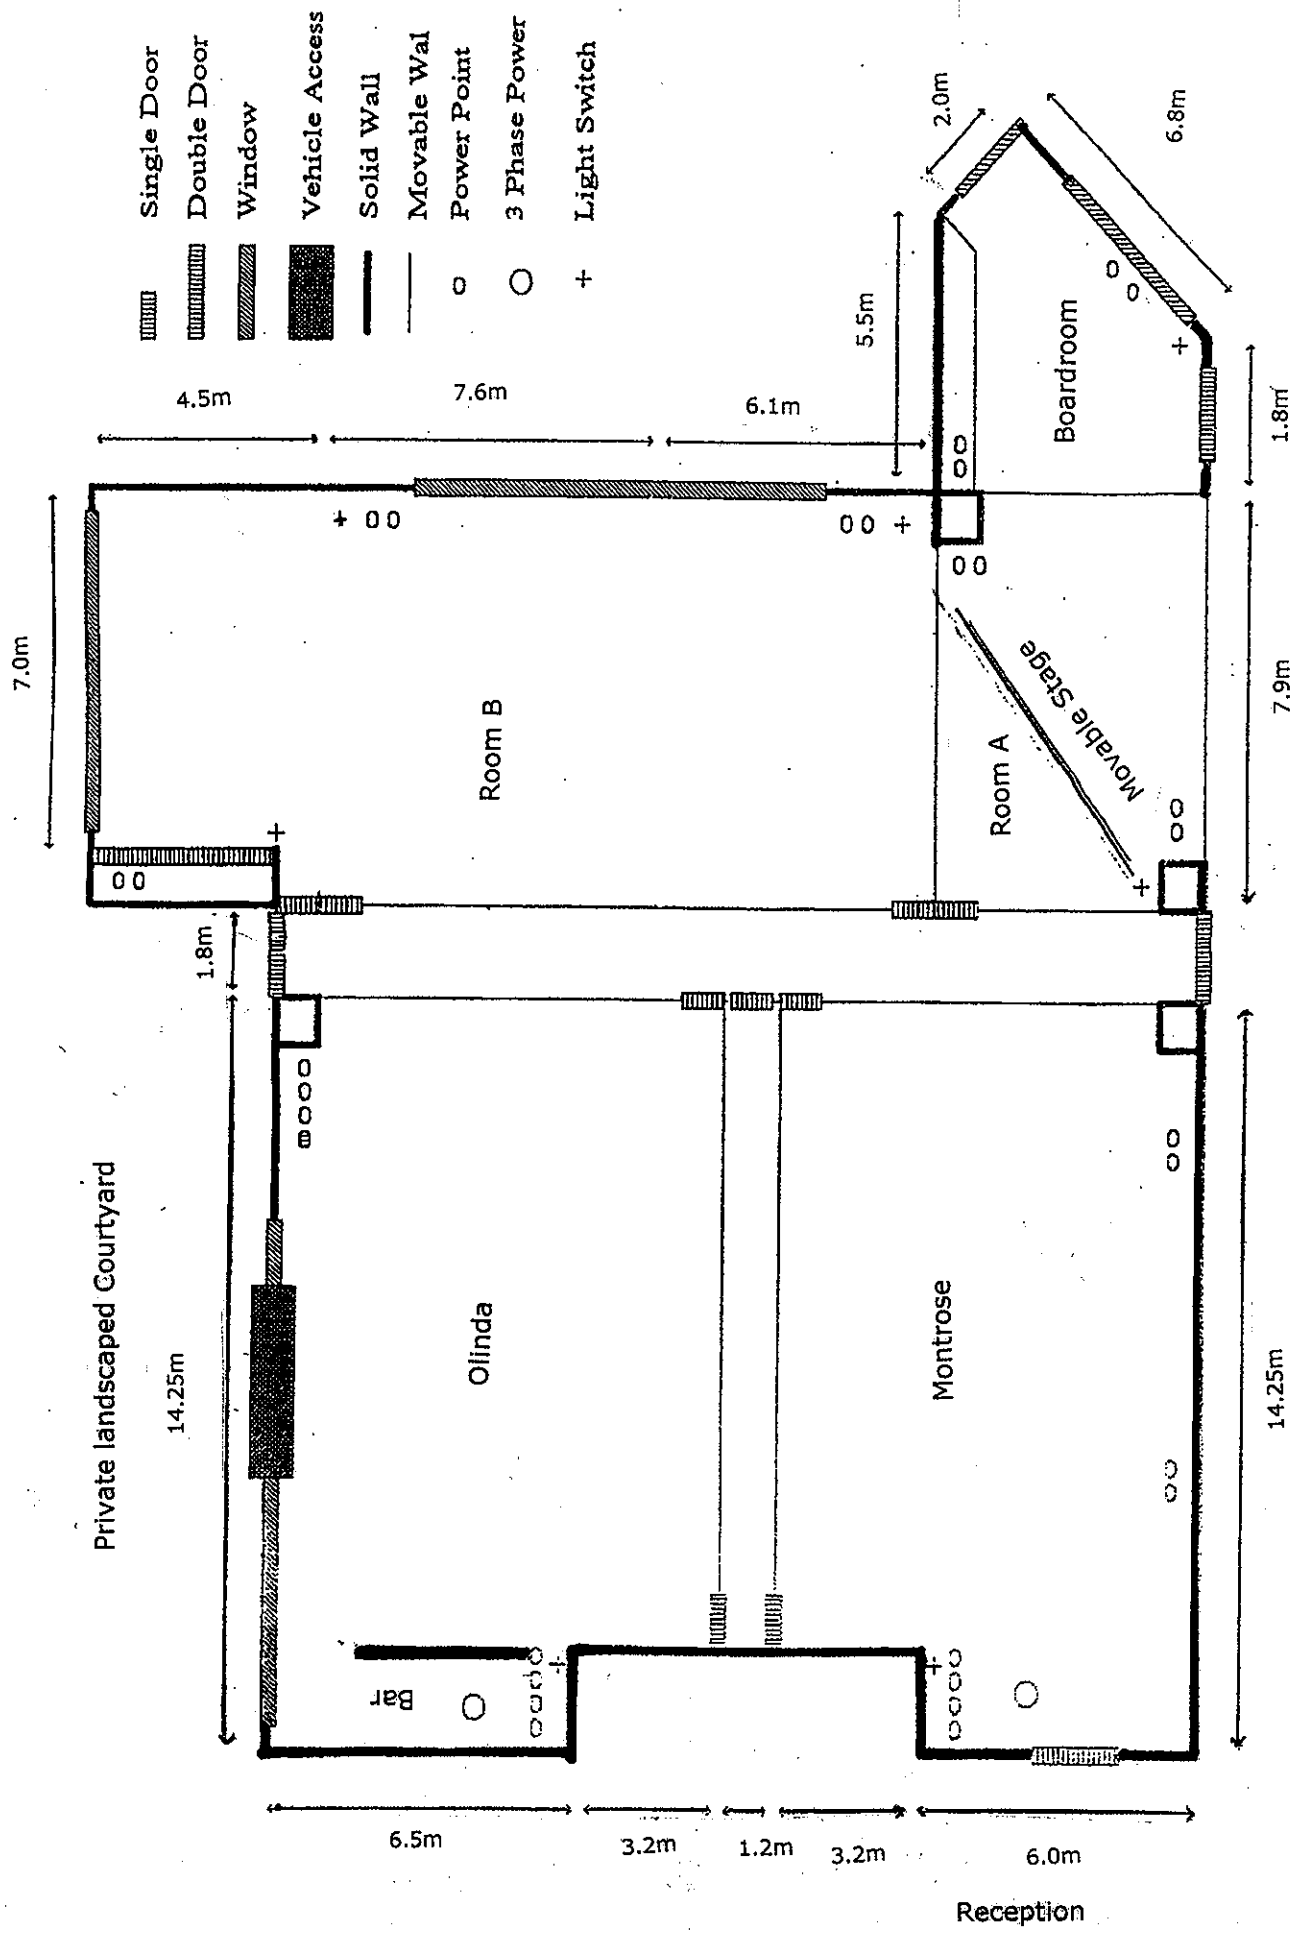 Single Door
Double Door
Window
Vehicle Access
Solid Wall
Movable Wal
Power Point
3 Phase Power
Light Switch
4.5m
7.6m
6.1m
7.0m
5.5m
2.0m
6.8m
1.8m
7.9m
Boardroom
Room B
Room A
Movable Stage
1.8m
Private landscaped Courtyard
14.25m
Olinda
Montrose
14.25m
Bar
6.5m
3.2m
1.2m
3.2m
6.0m
Reception